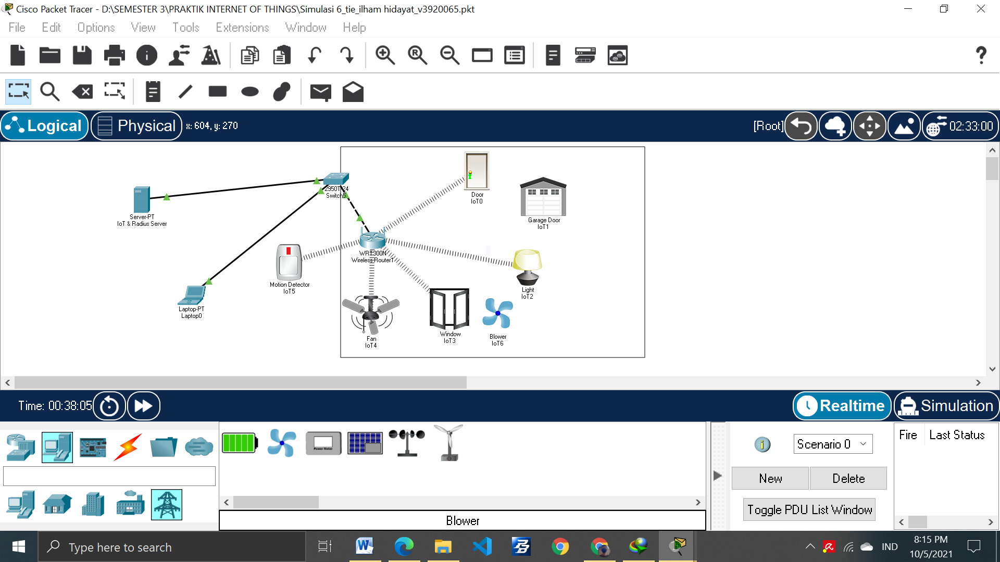 Cisco Packet Tracer - D:\SEMESTER 3\PRAKTIK INTERNET OF THINGS\Simulasi 6_tie_ilham hidayat_v3920065.pkt
File Edit Options View Tools Extensions Window Help
Logical Physical x: 604, y: 270 [Root] 02:33:00
Door
IoT0
2950T-24
Switch5
Garage Door
IoT1
Server-PT
IoT & Radius Server
WRT300N
Wireless Router1
Motion Detector
IoT5
Light
IoT2
Laptop-PT
Laptop0
Window
IoT3
Blower
IoT6
Fan
IoT4
Time: 00:38:05 Realtime Simulation
Power Meter
Scenario 0
Fire Last Status
New Delete
Toggle PDU List Window
Blower
Type here to search
IND
8:15 PM
10/5/2021